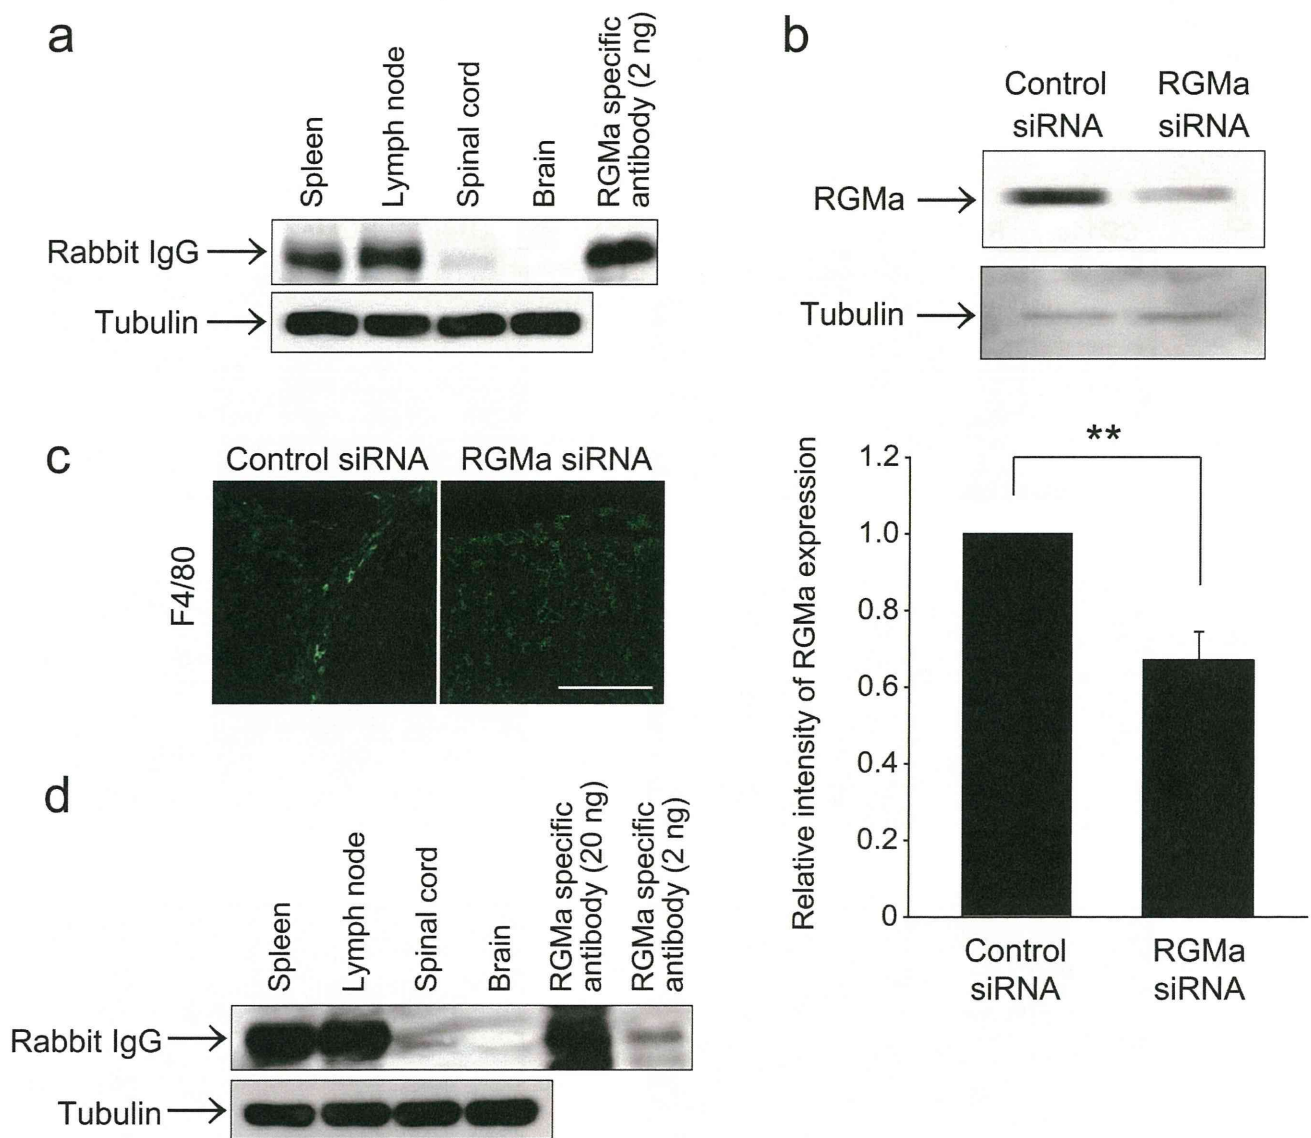 a
Spleen
Lymph node
Spinal cord
Brain
RGMa specific
antibody (2 ng)
Rabbit IgG
Tubulin
b
Control
siRNA
RGMa
siRNA
RGMa
Tubulin
**
Relative intensity of RGMa expression
1.2
1.0
0.8
0.6
0.4
0.2
0
Control
siRNA
RGMa
siRNA
c
Control siRNA
RGMa siRNA
F4/80
d
Spleen
Lymph node
Spinal cord
Brain
RGMa specific
antibody (20 ng)
RGMa specific
antibody (2 ng)
Rabbit IgG
Tubulin